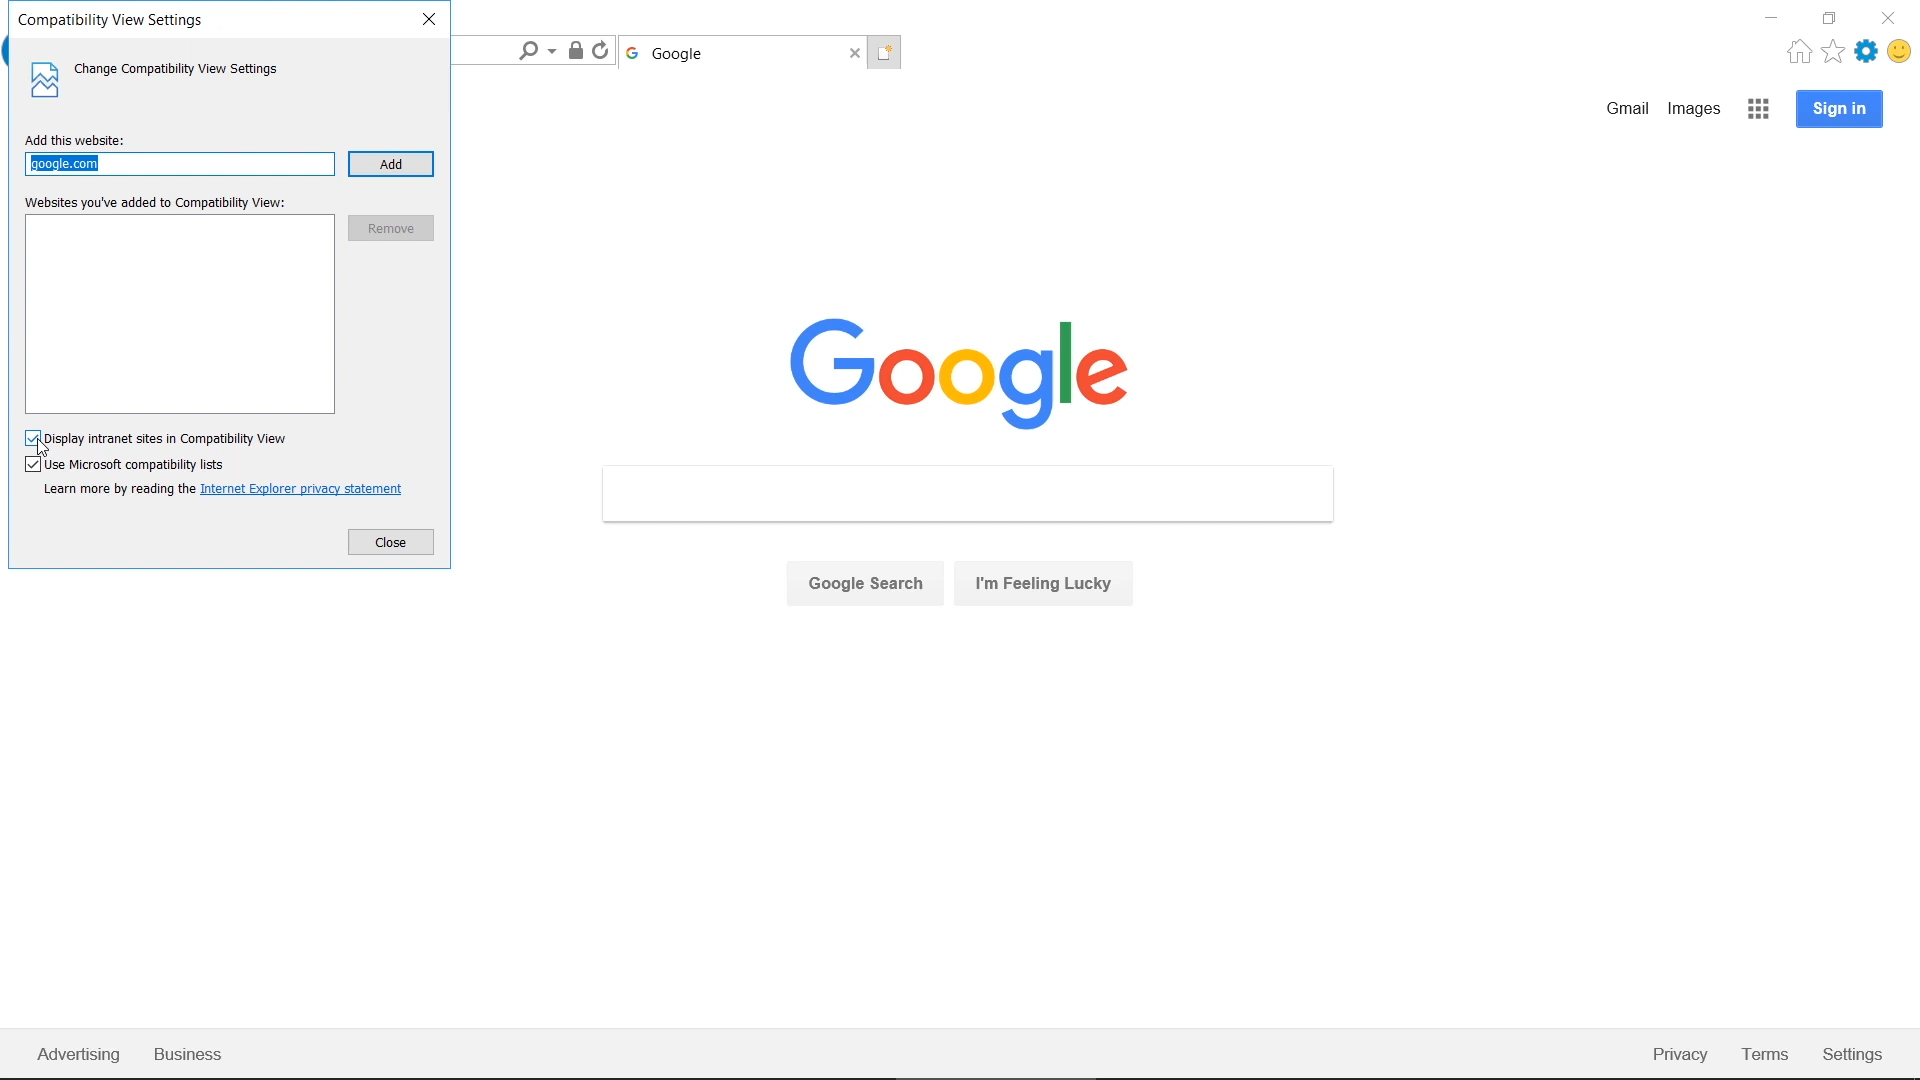 Compatibility View Settings
Google
Change Compatibility View Settings
Gmail Images Sign in
Add this website:
google.com Add
Websites you've added to Compatibility View:
Remove
Google
Display intranet sites in Compatibility View
Use Microsoft compatibility lists
Learn more by reading the Internet Explorer privacy statement
Close
Google Search I'm Feeling Lucky
Advertising Business Privacy Terms Settings